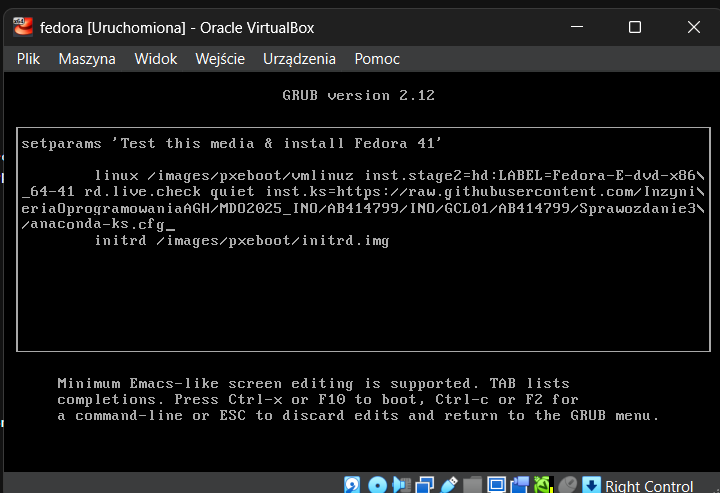 fedora [Uruchomiona] - Oracle VirtualBox
Plik Maszyna Widok Wejście Urządzenia Pomoc
GRUB version 2.12
setparams 'Test this media & install Fedora 41'
linux /images/pxeboot/vmlinuz inst.stage2=hd:LABEL=Fedora-E-dvd-x86\
_64-41 rd.live.check quiet inst.ks=https://raw.githubusercontent.com/Inzyni\
eriaOprogramowaniaAGH/MDO2025_INO/AB414799/INO/GCL01/AB414799/Sprawozdanie3\
/anaconda-ks.cfg_
initrd /images/pxeboot/initrd.img
Minimum Emacs-like screen editing is supported. TAB lists
completions. Press Ctrl-x or F10 to boot, Ctrl-c or F2 for
a command-line or ESC to discard edits and return to the GRUB menu.
Right Control